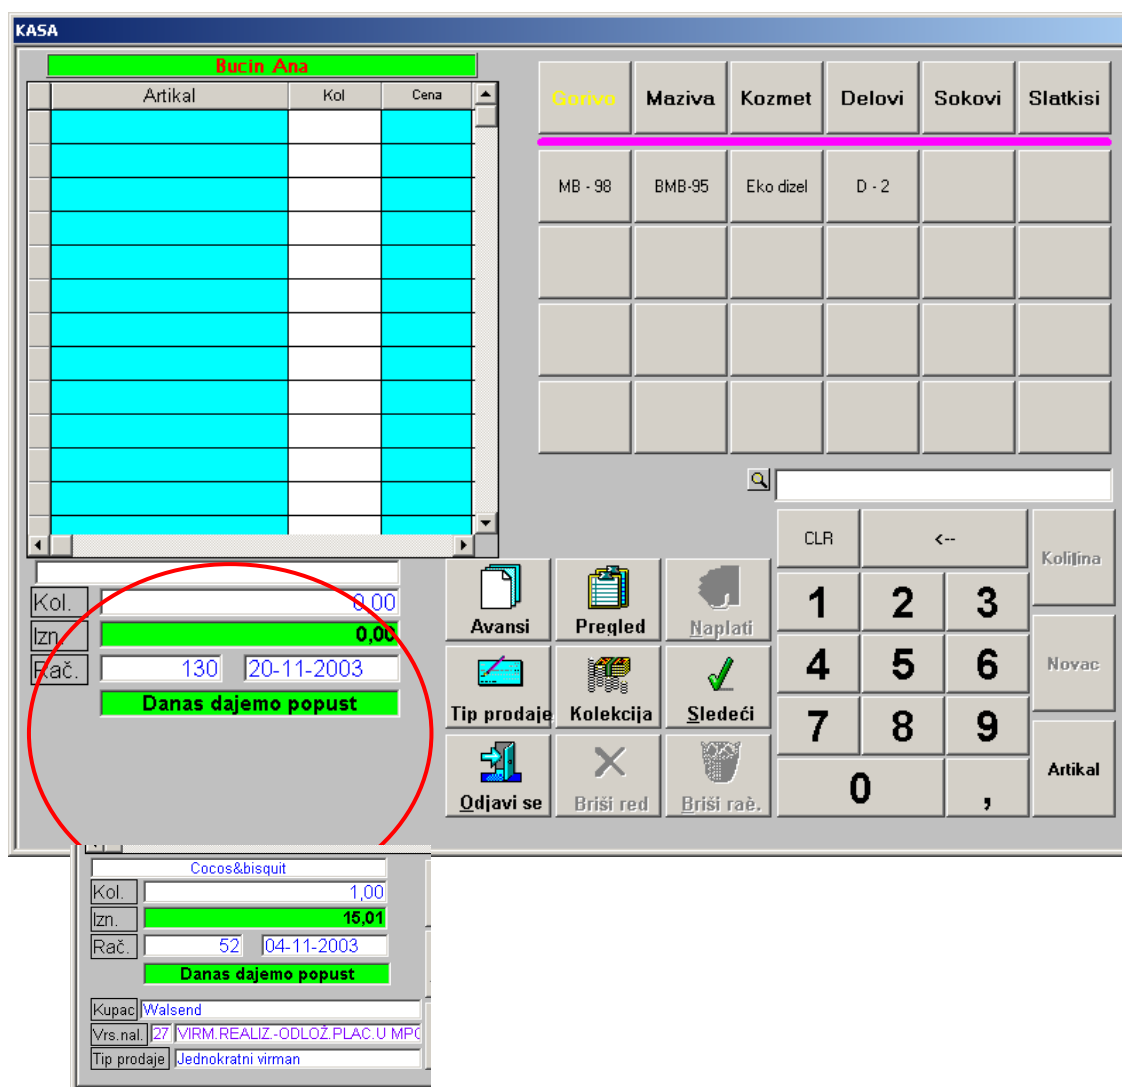 KASA
Bucin Ana
Artikal Kol Cena
Gorivo Maziva Kozmet Delovi Sokovi Slatkisi
MB - 98 BMB-95 Eko dizel D - 2
CLR <--
Količina
1 2 3
4 5 6
7 8 9
0 ,
Novac
Artikal
Kol. 0,00
Izn. 0,00
Rač. 130 20-11-2003
Danas dajemo popust
Avansi Pregled Naplati
Tip prodaje Kolekcija Sledeći
Odjavi se Briši red Briši raè.
Cocos&bisquit
Kol. 1,00
Izn. 15,01
Rač. 52 04-11-2003
Danas dajemo popust
Kupac Walsend
Vrs.nal. 27 VIRM.REALIZ.-ODLOŽ.PLAC.U MPO
Tip prodaje Jednokratni virman